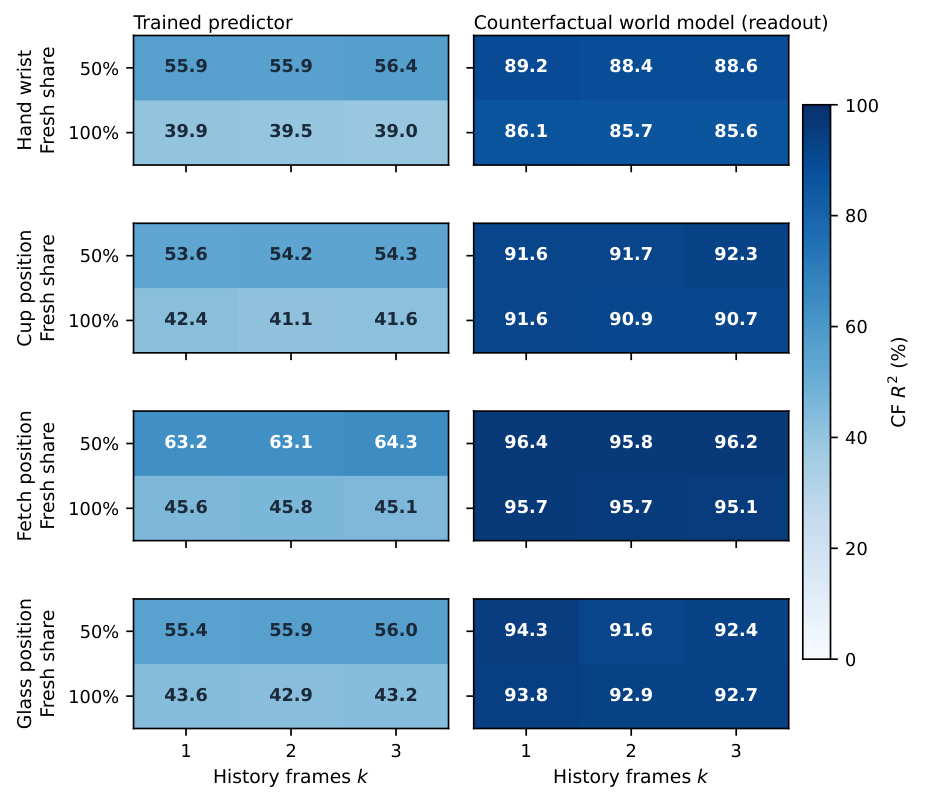 Trained predictor
Counterfactual world model (readout)
Hand wrist
Fresh share
50%
55.9 55.9 56.4
89.2 88.4 88.6
100%
39.9 39.5 39.0
86.1 85.7 85.6
Cup position
Fresh share
50%
53.6 54.2 54.3
91.6 91.7 92.3
100%
42.4 41.1 41.6
91.6 90.9 90.7
Fetch position
Fresh share
50%
63.2 63.1 64.3
96.4 95.8 96.2
100%
45.6 45.8 45.1
95.7 95.7 95.1
Glass position
Fresh share
50%
55.4 55.9 56.0
94.3 91.6 92.4
100%
43.6 42.9 43.2
93.8 92.9 92.7
1 2 3
1 2 3
History frames k
History frames k
100
80
60
40
20
0
CF R² (%)